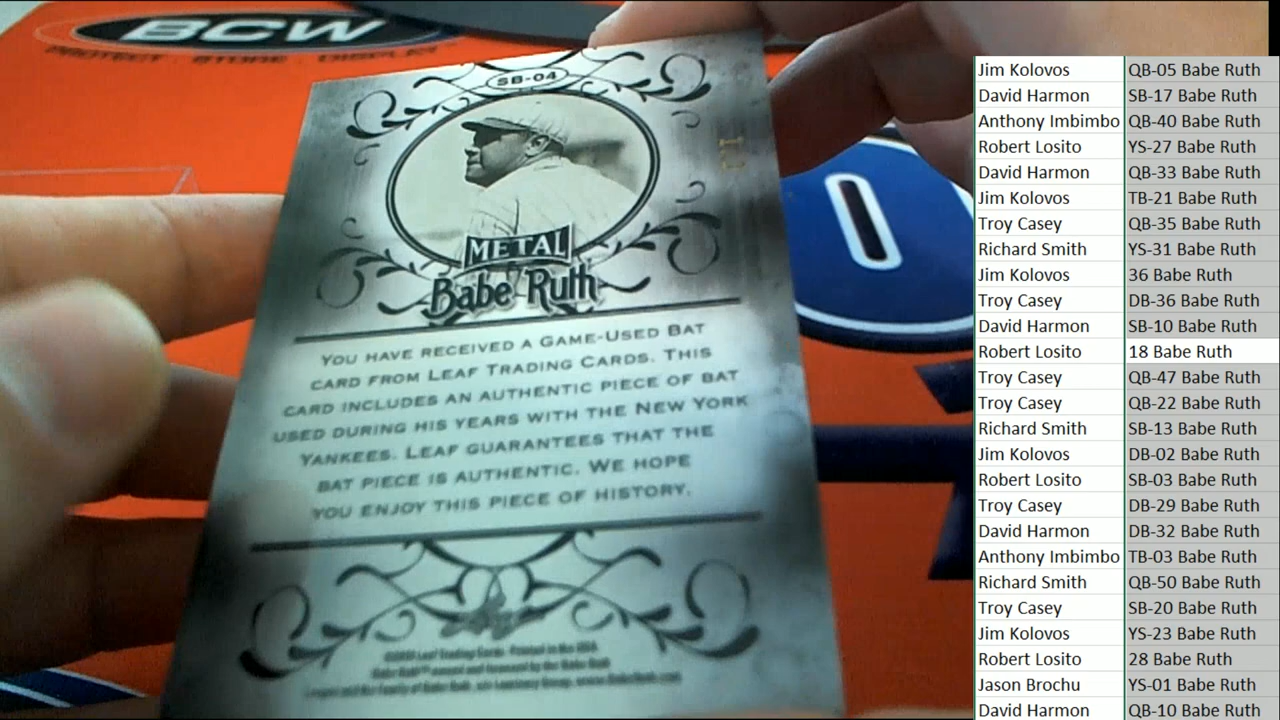 BCW
PROTECT STORE DISPLAY
SB-04
METAL
Babe Ruth
YOU HAVE RECEIVED A GAME-USED BAT
CARD FROM LEAF TRADING CARDS. THIS
CARD INCLUDES AN AUTHENTIC PIECE OF BAT
USED DURING HIS YEARS WITH THE NEW YORK
YANKEES. LEAF GUARANTEES THAT THE
BAT PIECE IS AUTHENTIC. WE HOPE
YOU ENJOY THIS PIECE OF HISTORY.
Jim Kolovos QB-05 Babe Ruth
David Harmon SB-17 Babe Ruth
Anthony Imbimbo QB-40 Babe Ruth
Robert Losito YS-27 Babe Ruth
David Harmon QB-33 Babe Ruth
Jim Kolovos TB-21 Babe Ruth
Troy Casey QB-35 Babe Ruth
Richard Smith YS-31 Babe Ruth
Jim Kolovos 36 Babe Ruth
Troy Casey DB-36 Babe Ruth
David Harmon SB-10 Babe Ruth
Robert Losito 18 Babe Ruth
Troy Casey QB-47 Babe Ruth
Troy Casey QB-22 Babe Ruth
Richard Smith SB-13 Babe Ruth
Jim Kolovos DB-02 Babe Ruth
Robert Losito SB-03 Babe Ruth
Troy Casey DB-29 Babe Ruth
David Harmon DB-32 Babe Ruth
Anthony Imbimbo TB-03 Babe Ruth
Richard Smith QB-50 Babe Ruth
Troy Casey SB-20 Babe Ruth
Jim Kolovos YS-23 Babe Ruth
Robert Losito 28 Babe Ruth
Jason Brochu YS-01 Babe Ruth
David Harmon QB-10 Babe Ruth